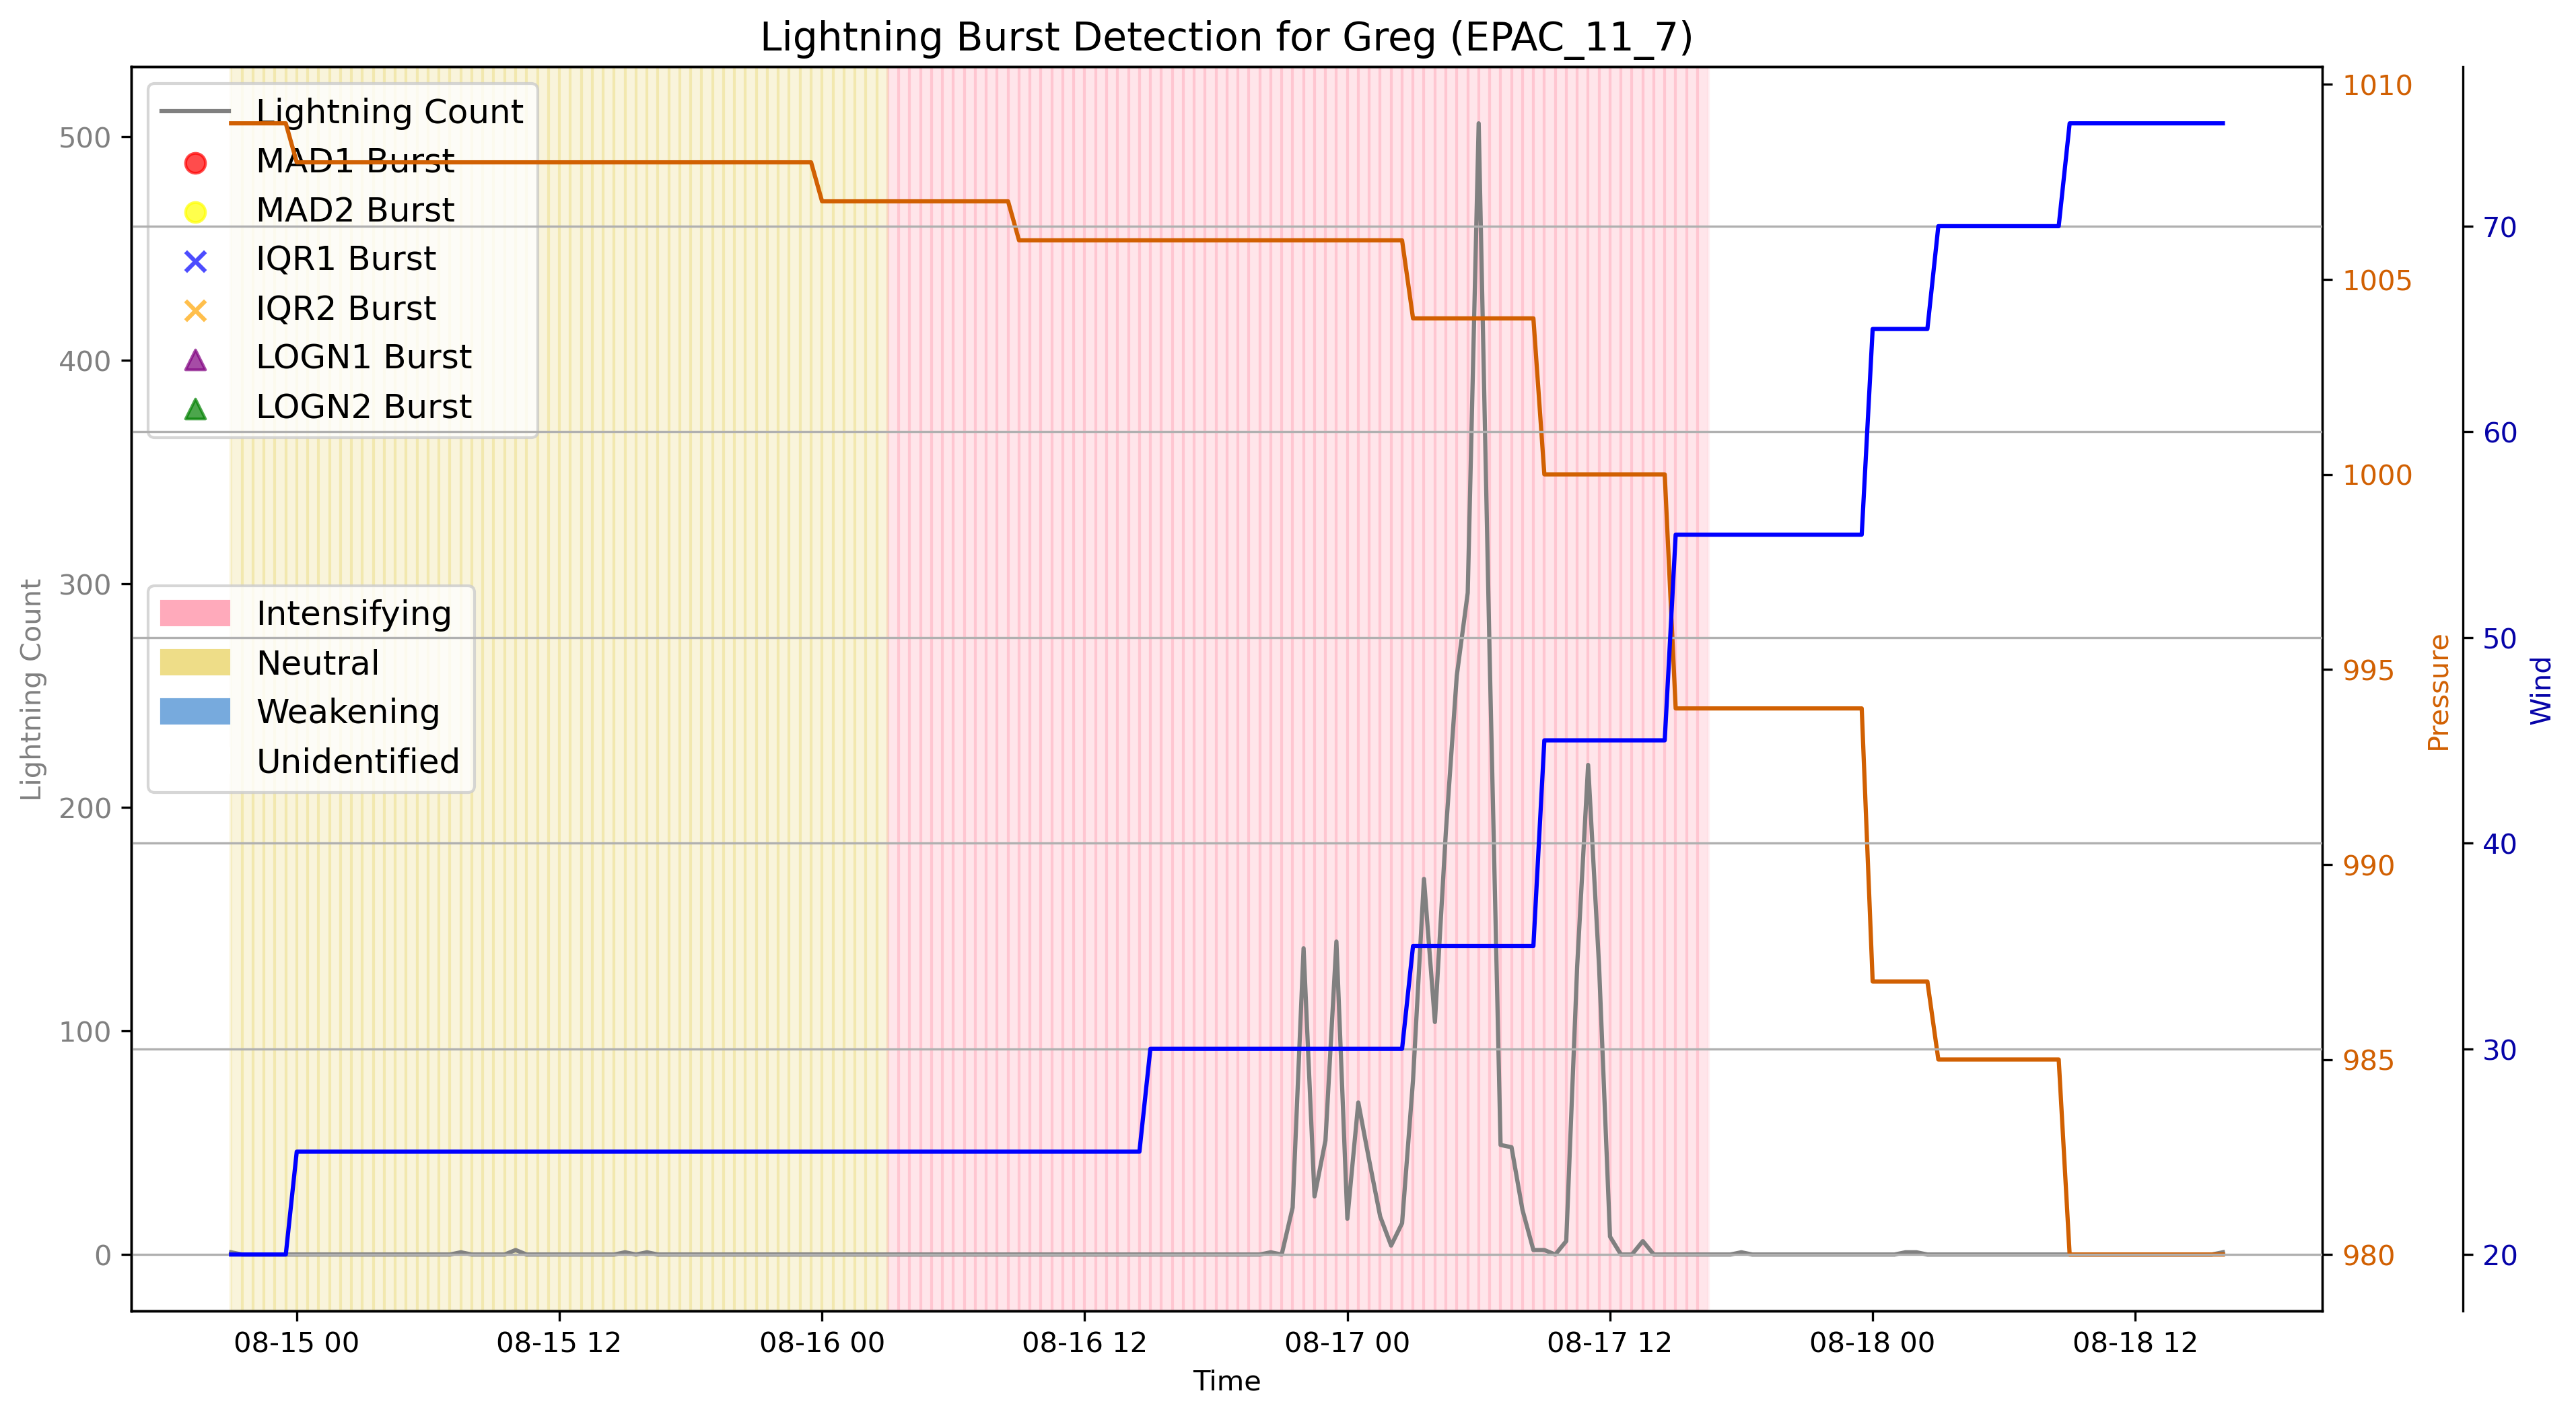 Lightning Burst Detection for Greg (EPAC_11_7)
Lightning Count
MAD1 Burst
MAD2 Burst
IQR1 Burst
IQR2 Burst
LOGN1 Burst
LOGN2 Burst
Intensifying
Neutral
Weakening
Unidentified
500
400
300
200
100
0
Lightning Count
1010
1005
1000
995
990
985
980
Pressure
70
60
50
40
30
20
Wind
08-15 00
08-15 12
08-16 00
08-16 12
08-17 00
08-17 12
08-18 00
08-18 12
Time